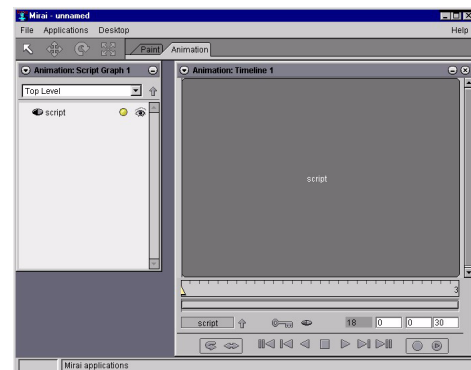 Mirai - unnamed
File Applications Desktop Help
Paint Animation
Animation: Script Graph 1
Top Level
script
Animation: Timeline 1
script
3
script 18 0 0 30
Mirai applications